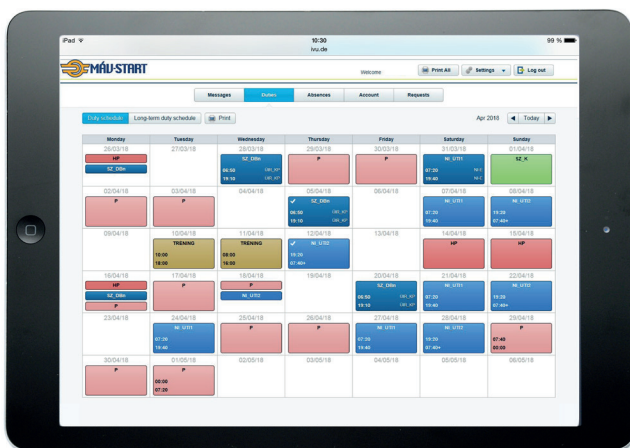 iPad
10:30
99 %
ivu.de
MÁV-START
Welcome
Print All
Settings
Log out
Messages
Duties
Absences
Account
Requests
Duty schedule
Long-term duty schedule
Print
Apr 2018
Today
Monday Tuesday Wednesday Thursday Friday Saturday Sunday
26/03/18 27/03/18 28/03/18 29/03/18 30/03/18 31/03/18 01/04/18
HP SZ_DBn P P NI_UTI1 SZ_K
SZ_DBn 06:50 07:20
19:10 19:40
02/04/18 03/04/18 04/04/18 05/04/18 06/04/18 07/04/18 08/04/18
P P SZ_DBn NI_UTI1 NI_UTI2
06:50 07:20 19:20
19:10 19:40 07:40+
09/04/18 10/04/18 11/04/18 12/04/18 13/04/18 14/04/18 15/04/18
TRENING TRENING NI_UTI2 HP HP
10:00 08:00 19:20
18:00 16:00 07:40+
16/04/18 17/04/18 18/04/18 19/04/18 20/04/18 21/04/18 22/04/18
HP P P SZ_DBn NI_UTI1 NI_UTI2
SZ_DBn NI_UTI2 06:50 07:20 19:20
P 19:10 19:40 07:40+
23/04/18 24/04/18 25/04/18 26/04/18 27/04/18 28/04/18 29/04/18
NI_UTI1 P P NI_UTI1 NI_UTI2 P
07:20 07:20 19:20 07:40
19:40 19:40 07:40+ 00:00
30/04/18 01/05/18 02/05/18 03/05/18 04/05/18 05/05/18 06/05/18
P P
00:00
07:20